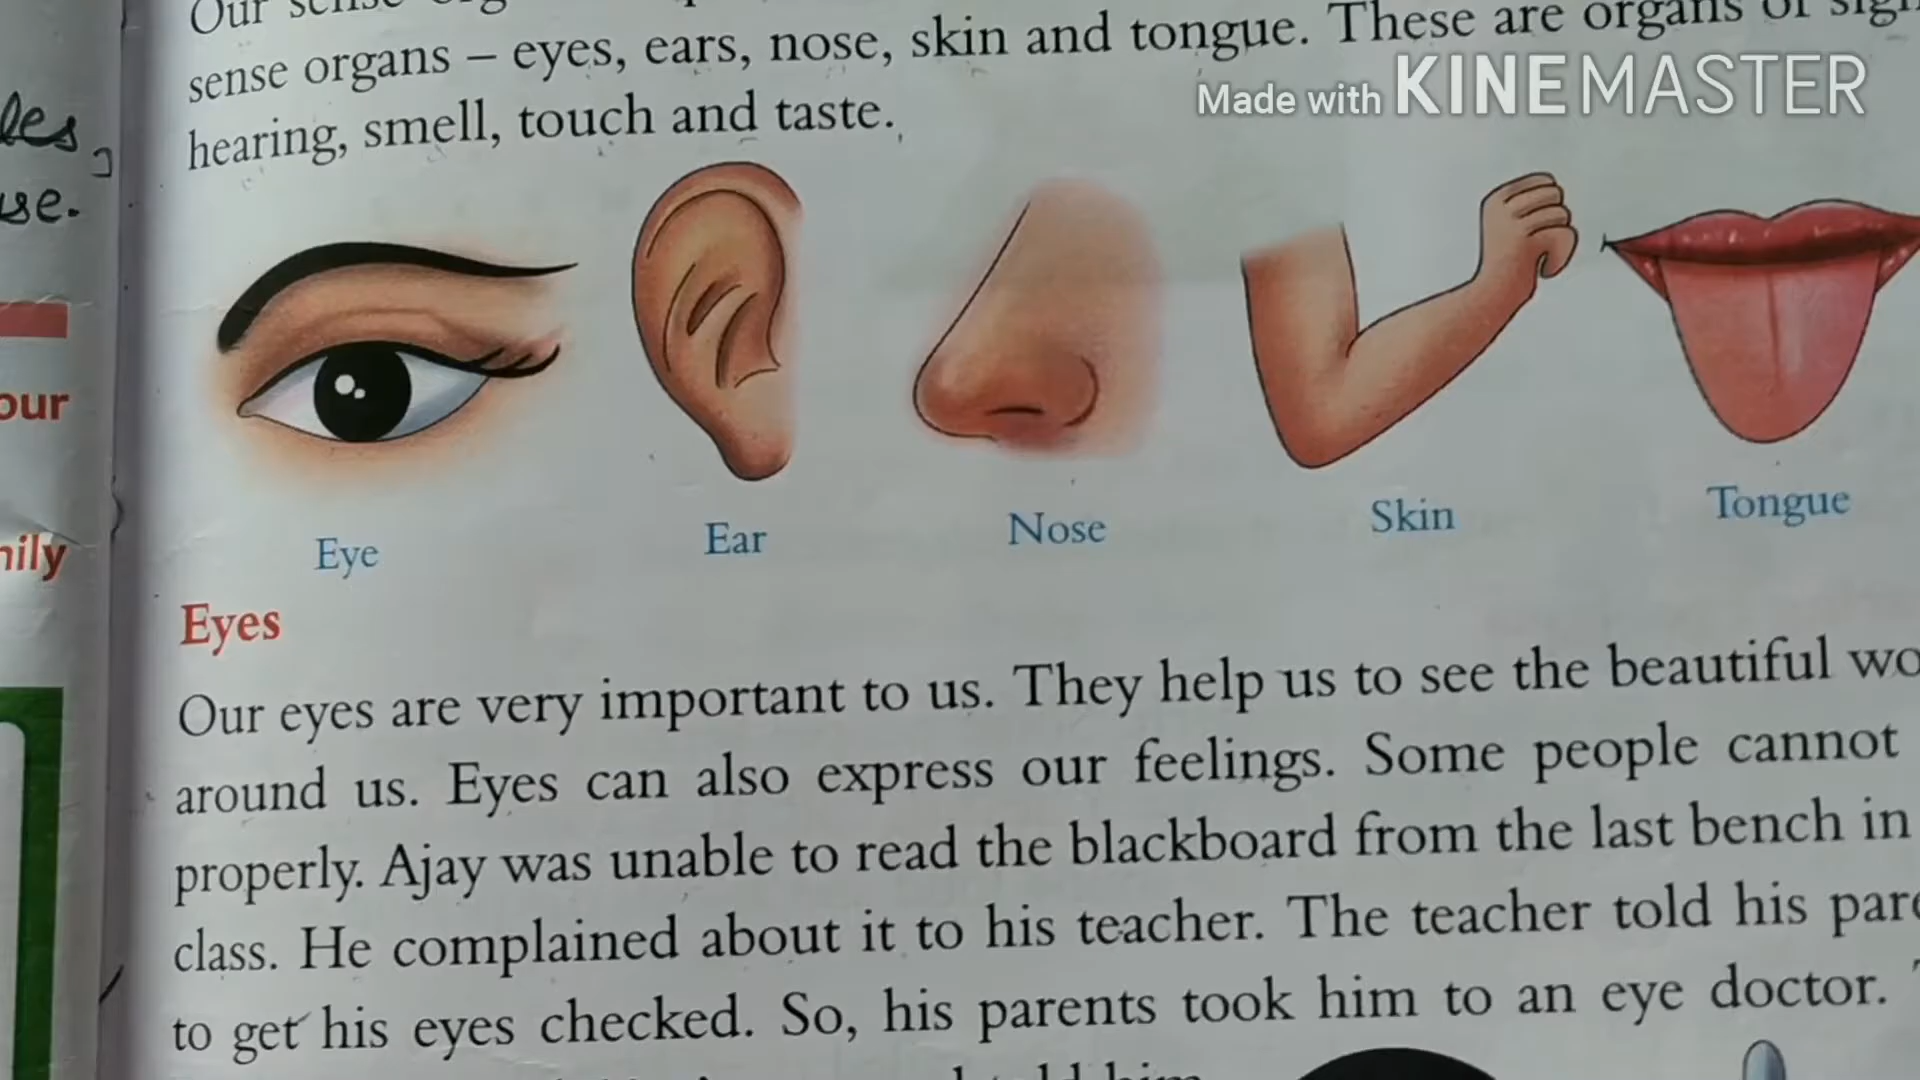 Our sense
sense organs – eyes, ears, nose, skin and tongue. These are organs of
hearing, smell, touch and taste.
Made with KINEMASTER
use.
Eye
Ear
Nose
Skin
Tongue
Eyes
Our eyes are very important to us. They help us to see the beautiful
around us. Eyes can also express our feelings. Some people cannot
properly. Ajay was unable to read the blackboard from the last bench in
class. He complained about it to his teacher. The teacher told his
to get his eyes checked. So, his parents took him to an eye doctor.
told him